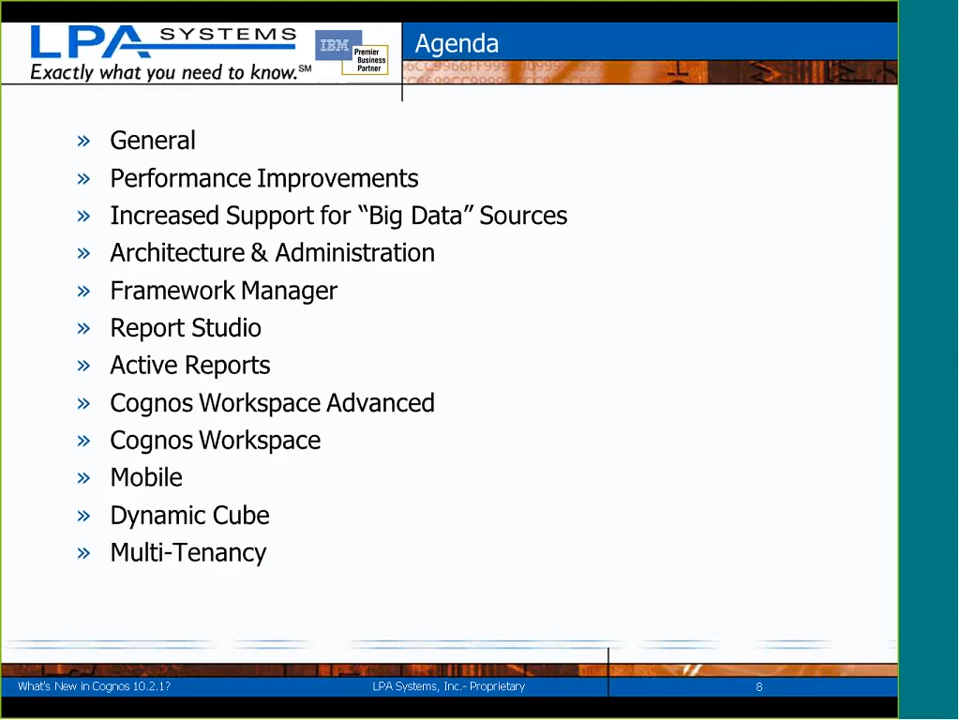 LPA SYSTEMS
IBM
Premier
Business
Partner
Exactly what you need to know.SM
Agenda
» General
» Performance Improvements
» Increased Support for “Big Data” Sources
» Architecture & Administration
» Framework Manager
» Report Studio
» Active Reports
» Cognos Workspace Advanced
» Cognos Workspace
» Mobile
» Dynamic Cube
» Multi-Tenancy
What's New in Cognos 10.2.1?
LPA Systems, Inc.- Proprietary
8